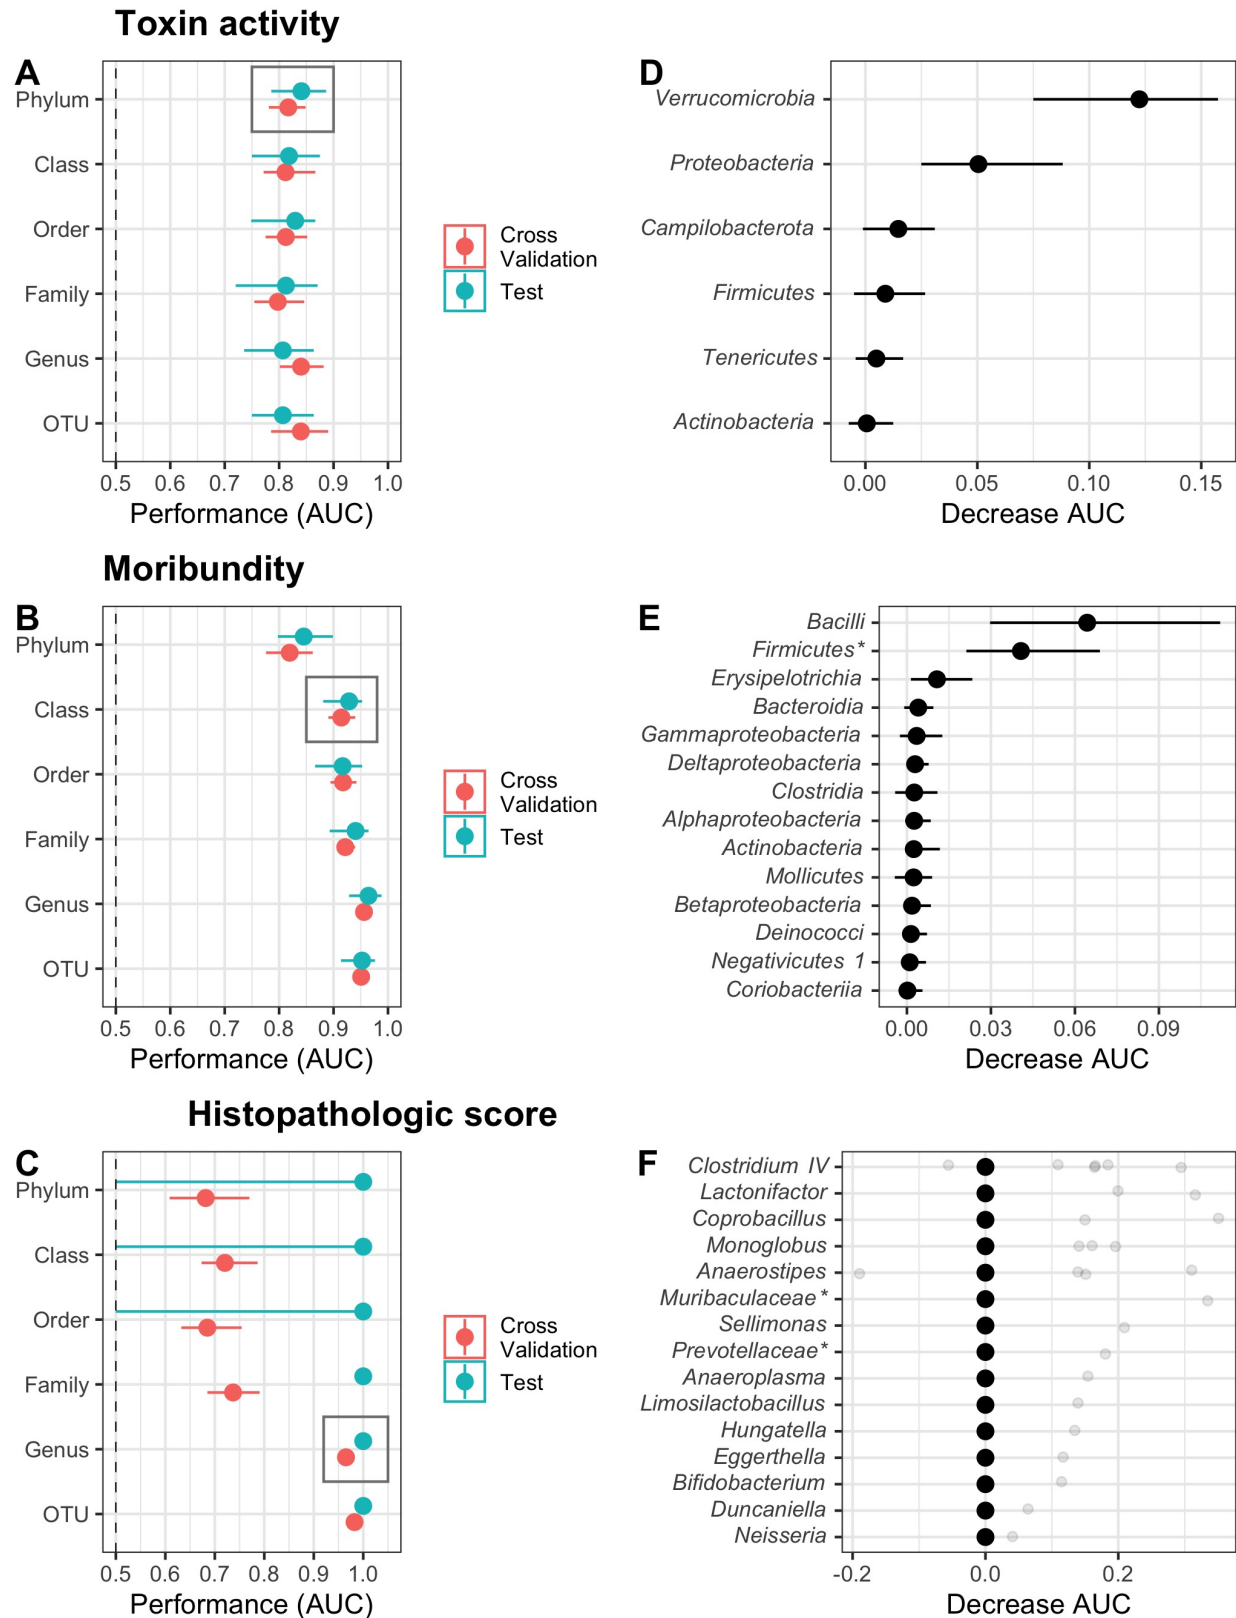 Toxin activity
A
Phylum
Class
Order
Family
Genus
OTU
0.5 0.6 0.7 0.8 0.9 1.0
Performance (AUC)
Cross
Validation
Test
D
Verrucomicrobia
Proteobacteria
Campilobacterota
Firmicutes
Tenericutes
Actinobacteria
0.00 0.05 0.10 0.15
Decrease AUC
Moribundity
B
Phylum
Class
Order
Family
Genus
OTU
0.5 0.6 0.7 0.8 0.9 1.0
Performance (AUC)
Cross
Validation
Test
E
Bacilli
Firmicutes*
Erysipelotrichia
Bacteroidia
Gammaproteobacteria
Deltaproteobacteria
Clostridia
Alphaproteobacteria
Actinobacteria
Mollicutes
Betaproteobacteria
Deinococci
Negativicutes 1
Coriobacteriia
0.00 0.03 0.06 0.09
Decrease AUC
Histopathologic score
C
Phylum
Class
Order
Family
Genus
OTU
0.5 0.6 0.7 0.8 0.9 1.0
Performance (AUC)
Cross
Validation
Test
F
Clostridium IV
Lactonifactor
Coprobacillus
Monoglobus
Anaerostipes
Muribaculaceae*
Sellimonas
Prevotellaceae*
Anaeroplasma
Limosilactobacillus
Hungatella
Eggerthella
Bifidobacterium
Duncaniella
Neisseria
-0.2 0.0 0.2
Decrease AUC